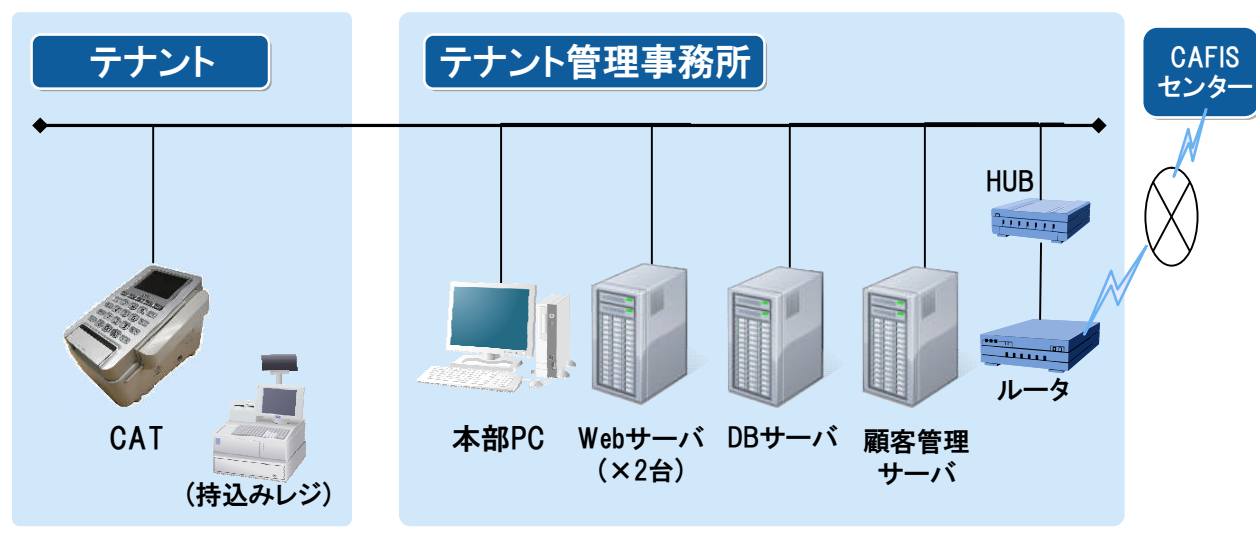 テナント
テナント管理事務所
CAFIS
センター
HUB
ルータ
CAT
(持込みレジ)
本部PC
Webサーバ
(×2台)
DBサーバ
顧客管理
サーバ